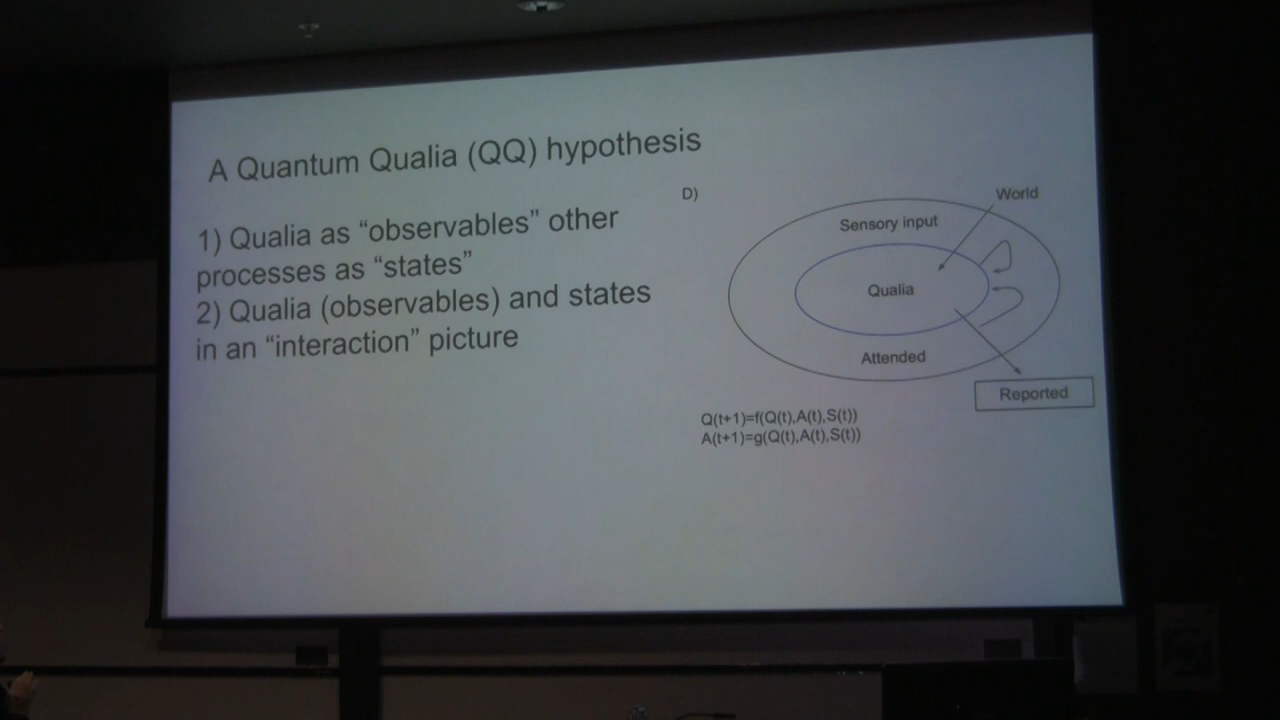 A Quantum Qualia (QQ) hypothesis
1) Qualia as “observables” other
processes as “states”
2) Qualia (observables) and states
in an “interaction” picture
D)
World
Sensory input
Qualia
Attended
Reported
Q(t+1)=f(Q(t),A(t),S(t))
A(t+1)=g(Q(t),A(t),S(t))